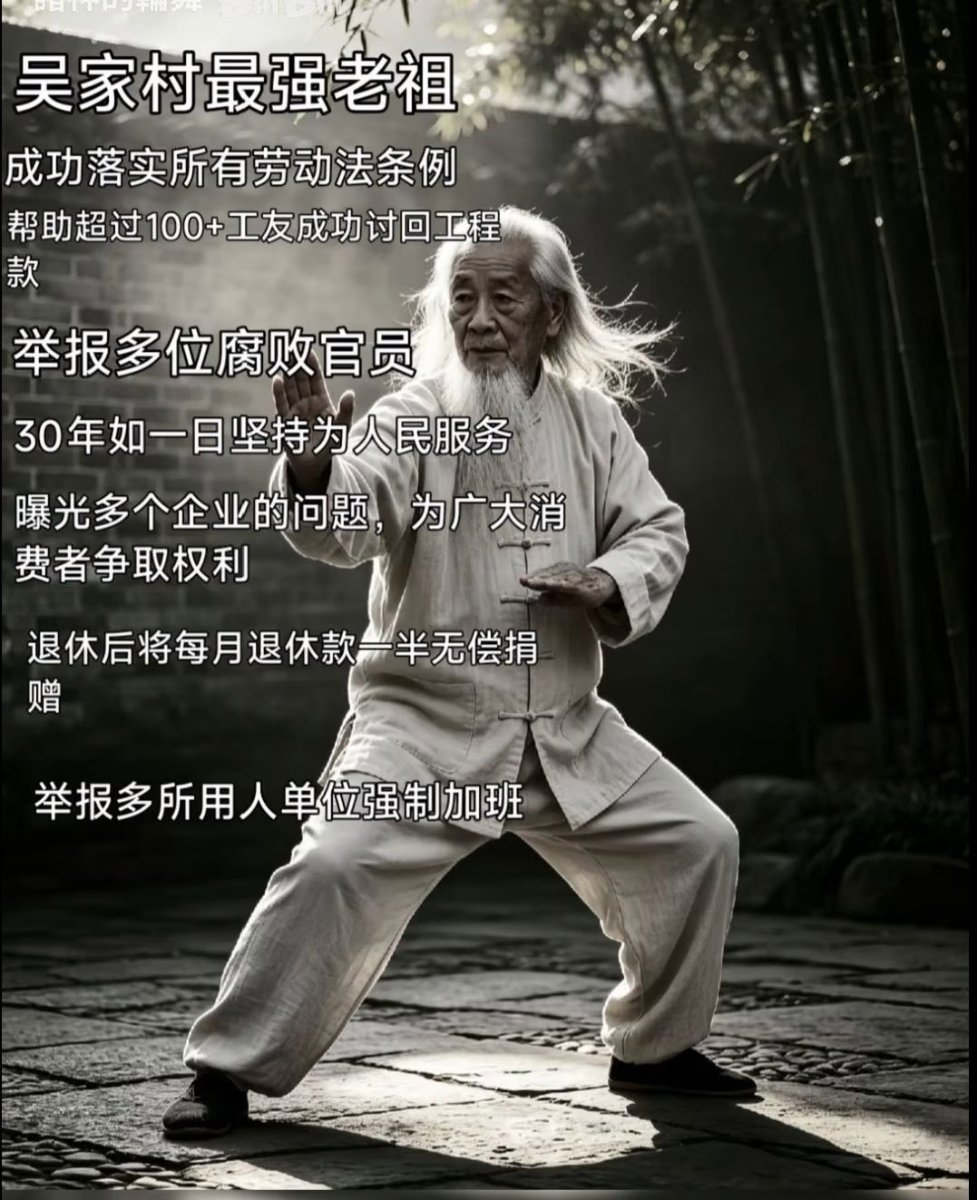 吴家村最强老祖
成功落实所有劳动法条例
帮助超过100+工友成功讨回工程
款
举报多位腐败官员
30年如一日坚持为人民服务
曝光多个企业的问题，为广大消
费者争取权利
退休后将每月退休款一半无偿捐
赠
举报多所用人单位强制加班